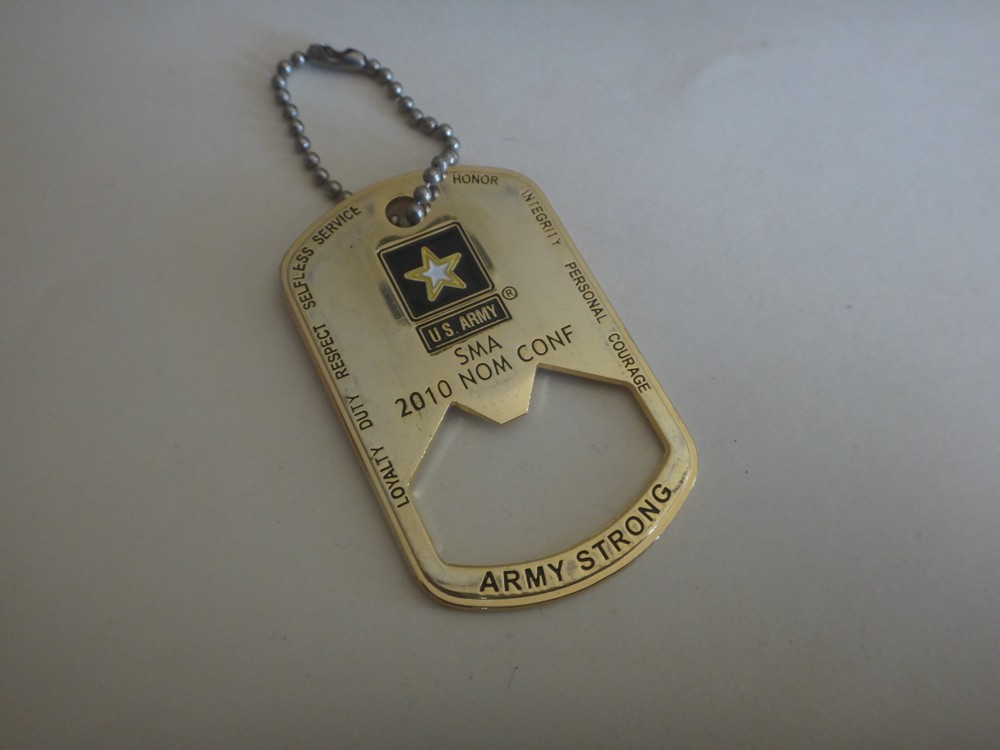 LOYALTY DUTY RESPECT SELFLESS SERVICE
HONOR INTEGRITY PERSONAL COURAGE
U.S. ARMY ®
SMA
2010 NOM CONF
ARMY STRONG